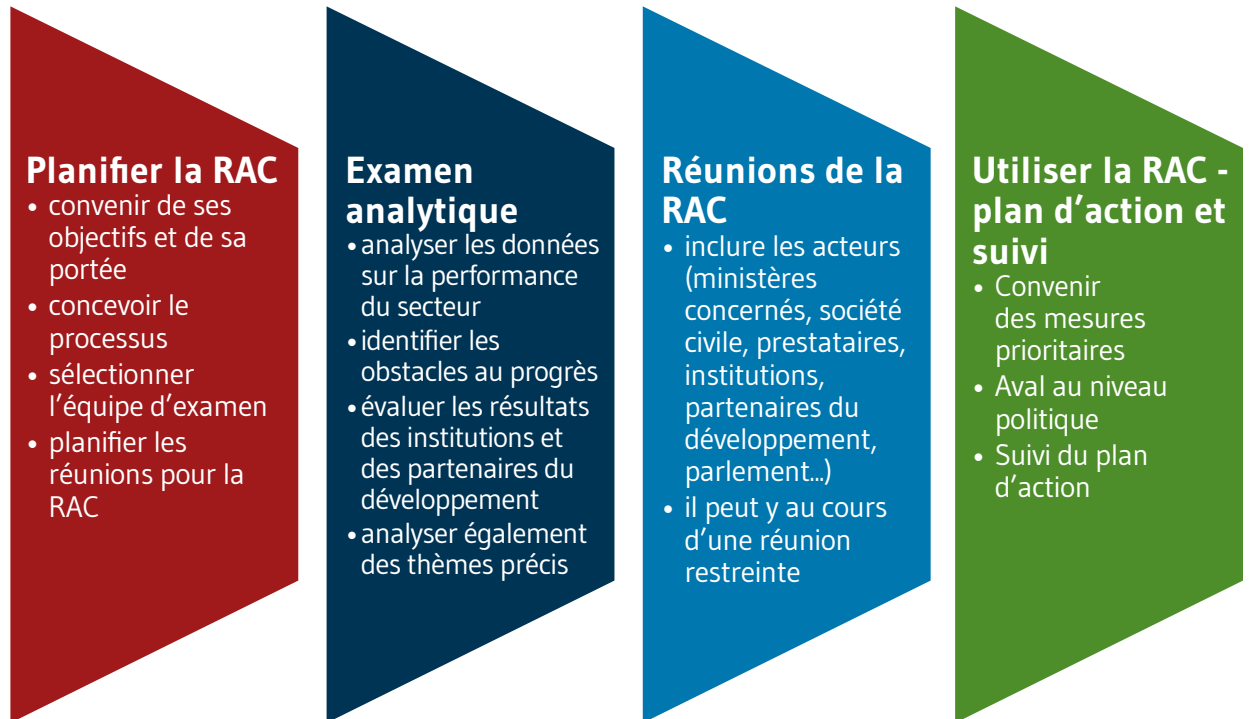 Planifier la RAC
• convenir de ses
objectifs et de sa
portée
• concevoir le
processus
• sélectionner
l'équipe d'examen
• planifier les
réunions pour la
RAC
Examen
analytique
• analyser les données
sur la performance
du secteur
• identifier les
obstacles au progrès
• évaluer les résultats
des institutions et
des partenaires du
développement
• analyser également
des thèmes précis
Réunions de la
RAC
• inclure les acteurs
(ministères
concernés, société
civile, prestataires,
institutions,
partenaires du
développement,
parlement...)
• il peut y au cours
d'une réunion
restreinte
Utiliser la RAC -
plan d'action et
suivi
• Convenir
des mesures
prioritaires
• Aval au niveau
politique
• Suivi du plan
d'action